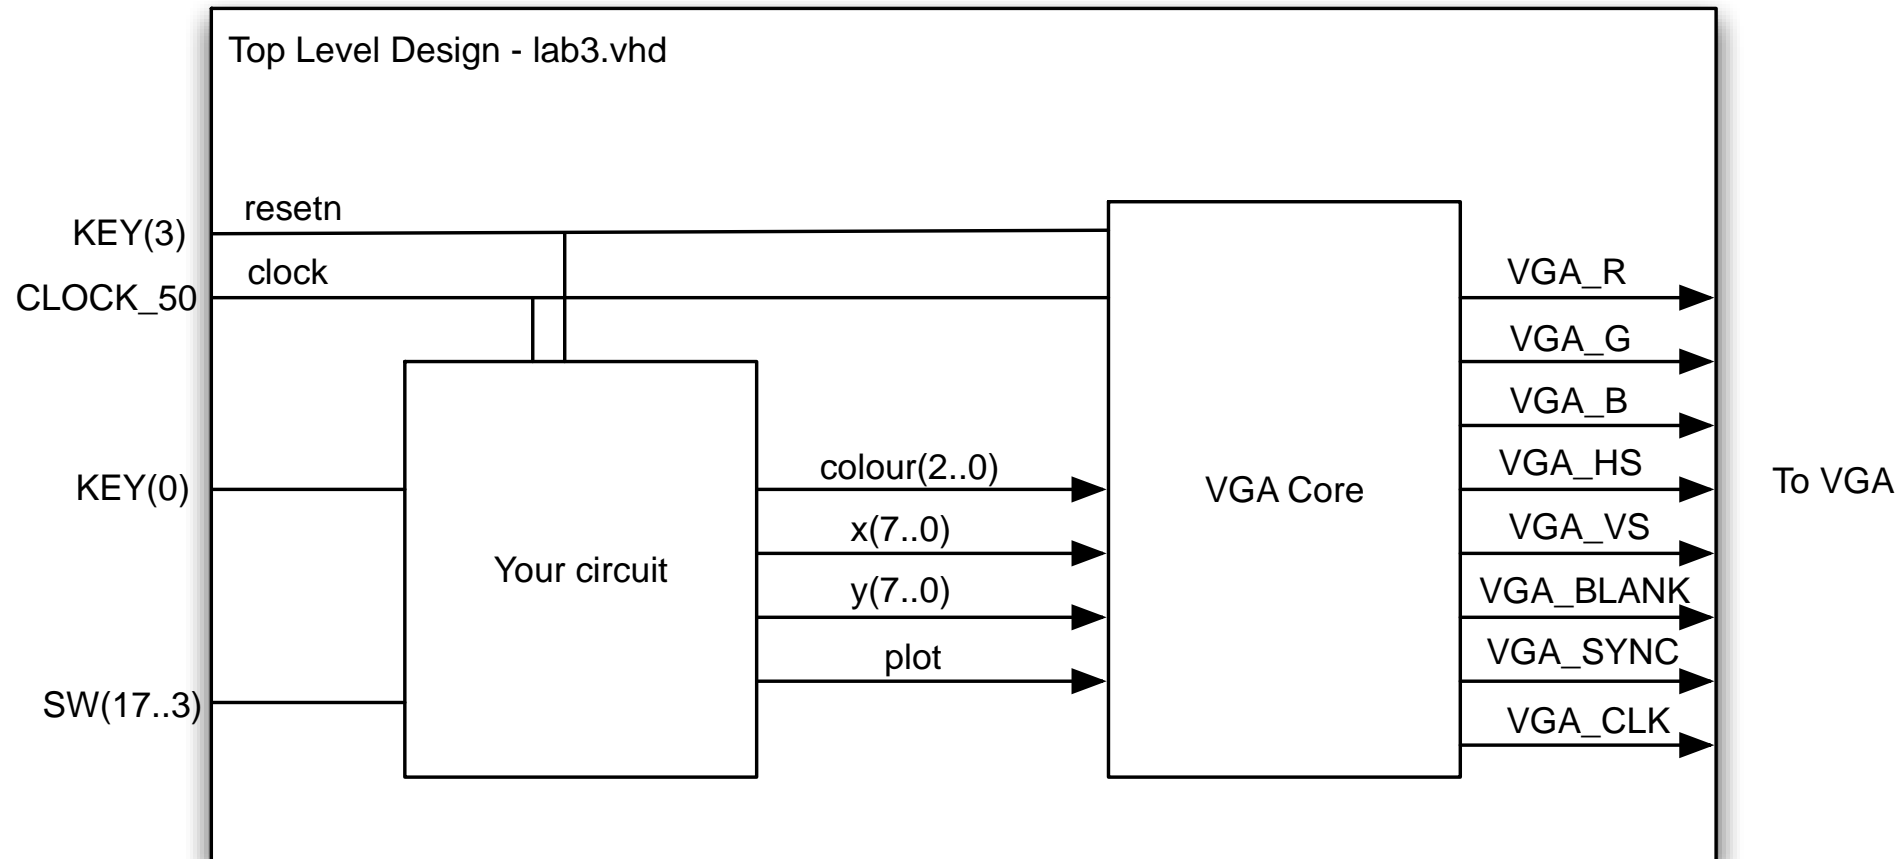 Top Level Design - lab3.vhd
resetn
KEY(3)
clock
CLOCK_50
KEY(0)
SW(17..3)
Your circuit
colour(2..0)
x(7..0)
y(7..0)
plot
VGA Core
VGA_R
VGA_G
VGA_B
VGA_HS
VGA_VS
VGA_BLANK
VGA_SYNC
VGA_CLK
To VGA